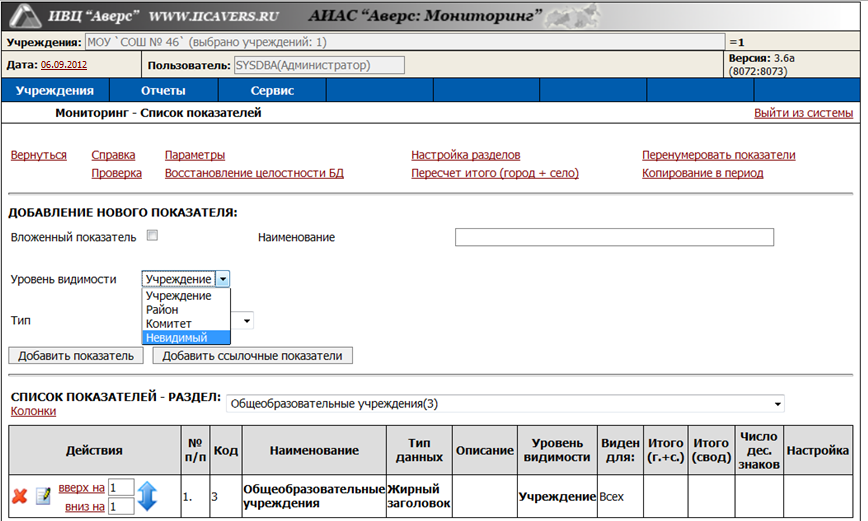 ИВЦ “Аверс” WWW.IICAVERS.RU АПАС “Аверс: Мониторинг”
Учреждения: МОУ `СОШ № 46` (выбрано учреждений: 1) =1
Дата: 06.09.2012 Пользователь: SYSDBA(Администратор) Версия: 3.6a
(8072:8073)
Учреждения Отчеты Сервис
Мониторинг - Список показателей Выйти из системы
Вернуться Справка Параметры Настройка разделов Перенумеровать показатели
Проверка Восстановление целостности БД Пересчет итого (город + село) Копирование в период
ДОБАВЛЕНИЕ НОВОГО ПОКАЗАТЕЛЯ:
Вложенный показатель Наименование
Уровень видимости Учреждение
Учреждение
Район
Тип Комитет
Невидимый
Добавить показатель Добавить ссылочные показатели
СПИСОК ПОКАЗАТЕЛЕЙ - РАЗДЕЛ: Общеобразовательные учреждения(3)
Колонки
Действия № п/п Код Наименование Тип данных Описание Уровень видимости Виден для: Итого (г.+с.) Итого (свод) Число дес. знаков Настройка
вверх на 1
вниз на 1
1. 3 Общеобразовательные учреждения Жирный заголовок Учреждение Всех